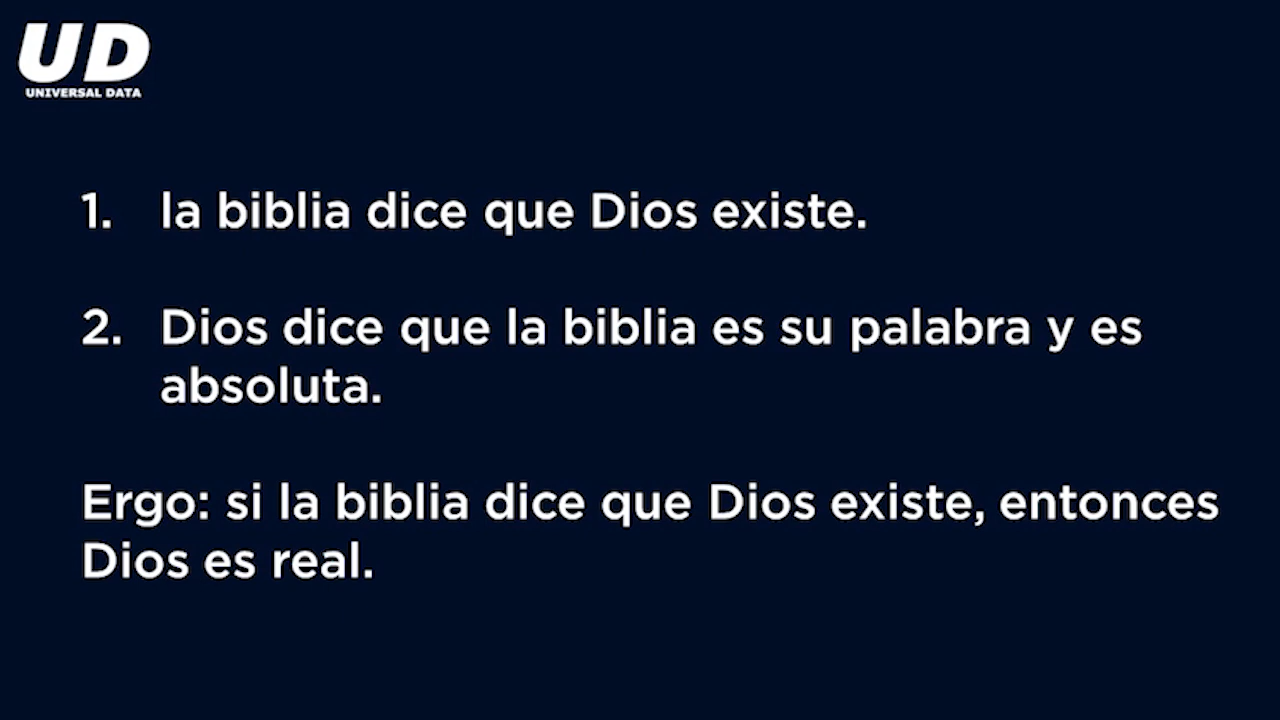 UD
UNIVERSAL DATA
1. la biblia dice que Dios existe.
2. Dios dice que la biblia es su palabra y es
absoluta.
Ergo: si la biblia dice que Dios existe, entonces
Dios es real.